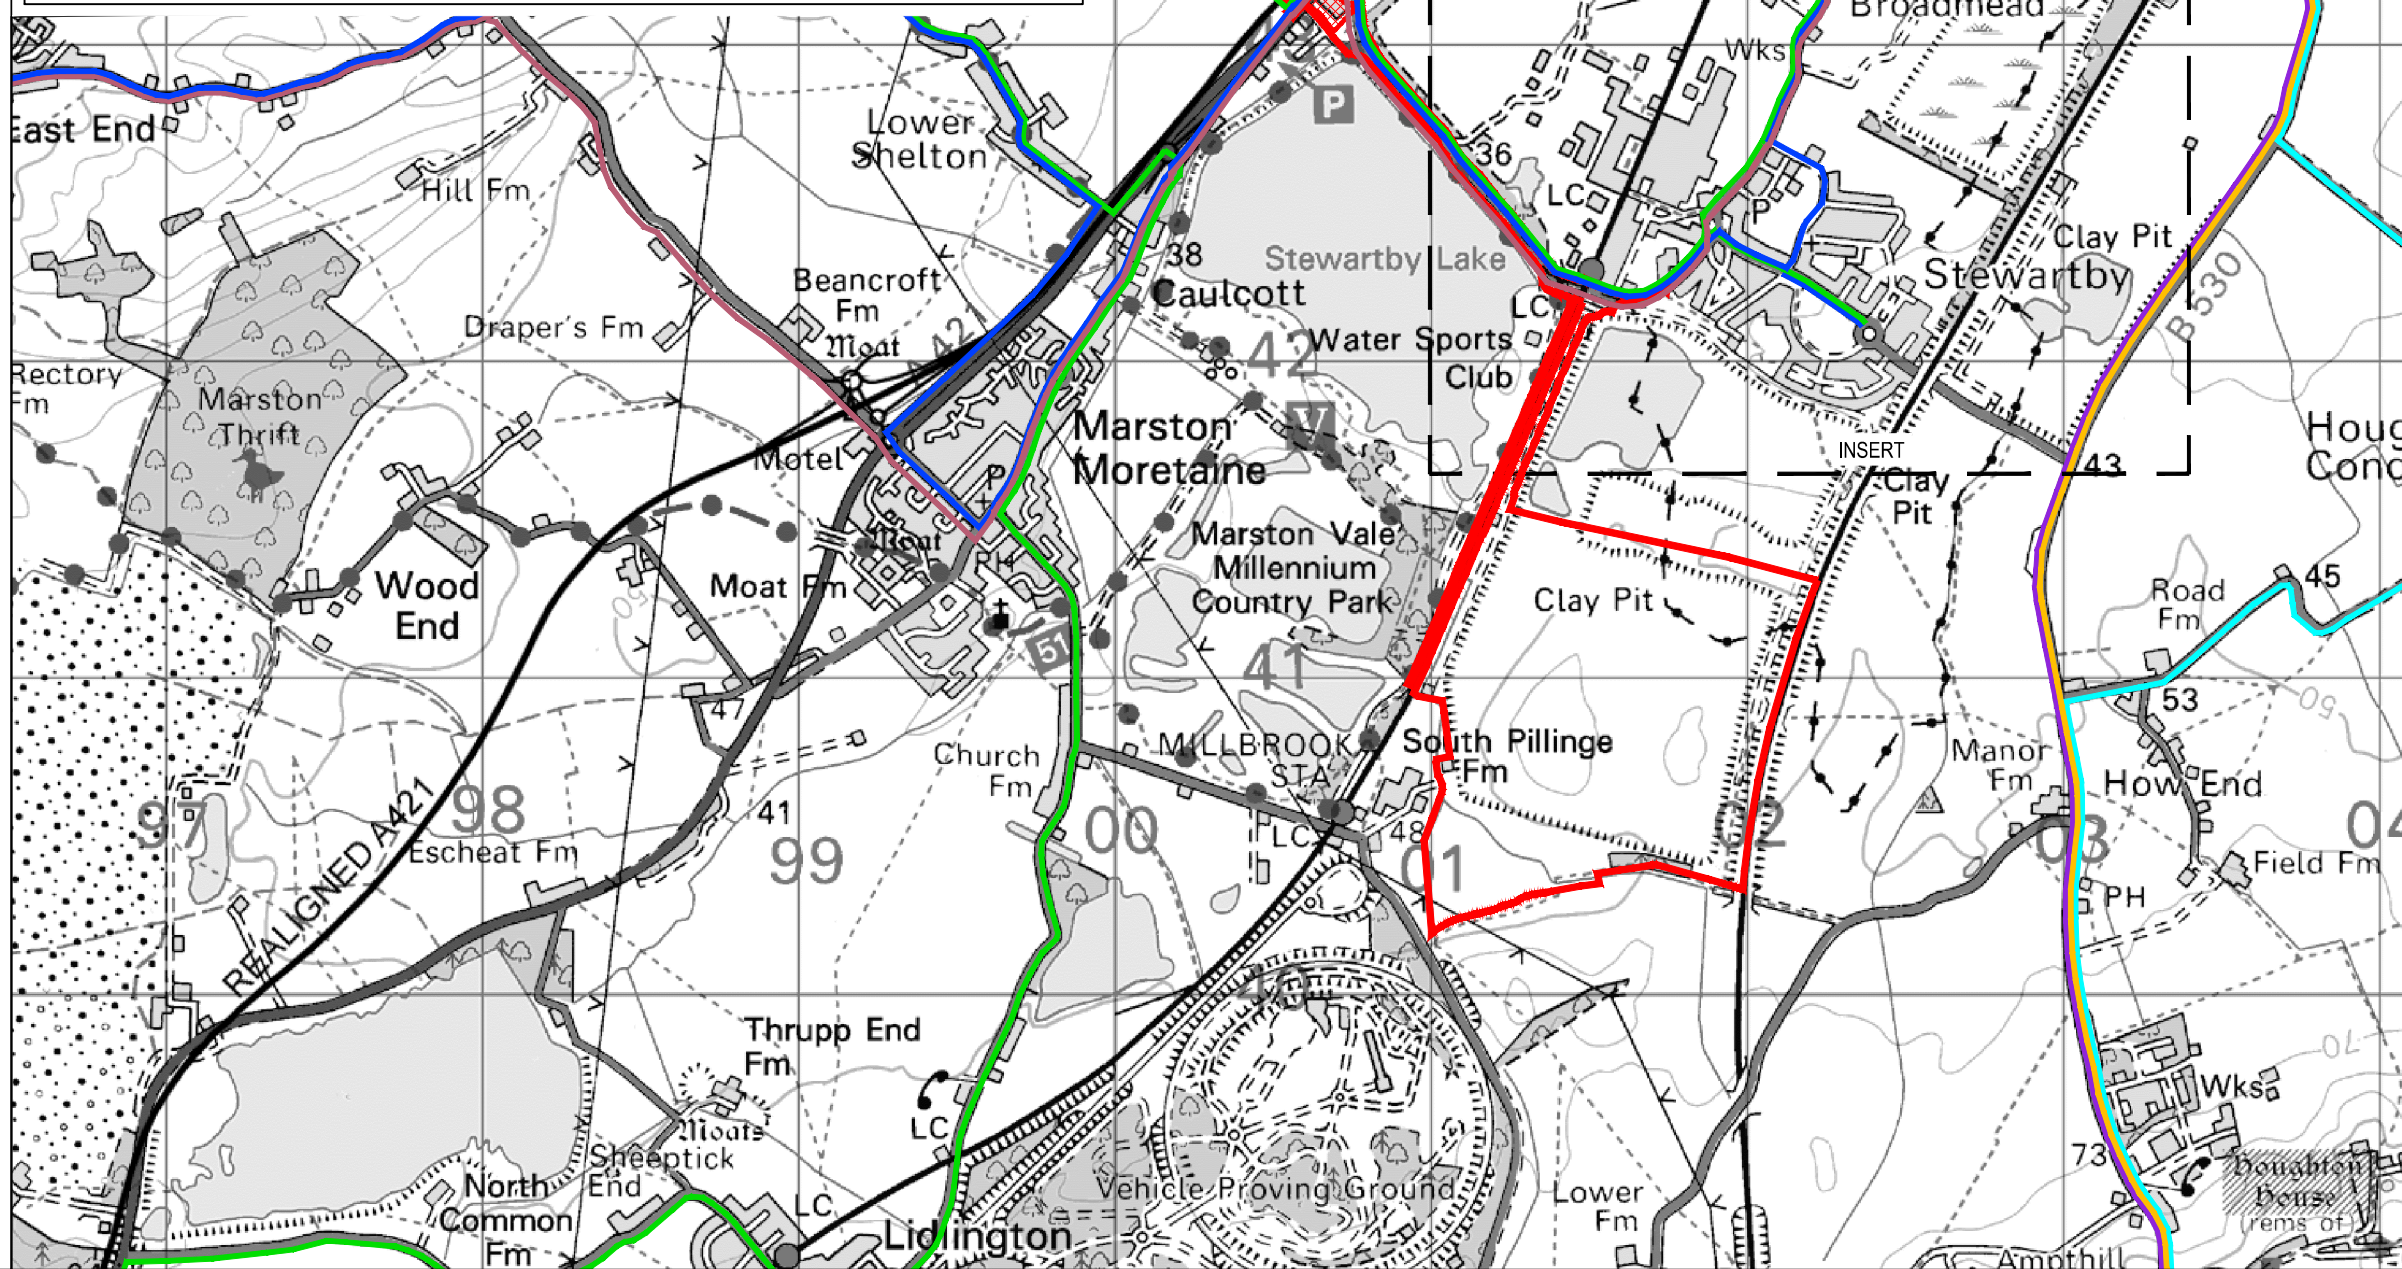 Broadmead
Wks
East End
Lower
Shelton
P
36
Hill Fm
LC
P
Clay Pit
38
Stewartby Lake
Stewartby
Beancroft
Fm
Moat
Caulcott
LC
B 530
Draper's Fm
A42
42
Water Sports
Club
Rectory
Fm
Marston
Thrift
V
Marston
Moretaine
Motel
P
INSERT
43
Clay
Pit
Moat
PH
Marston Vale
Millennium
Country Park
Wood
End
Moat Fm
50
Clay Pit
Road
Fm
45
51
41
47
53
50
Church
Fm
MILLBROOK
STA
South Pillinge
Fm
Manor
Fm
How End
97
98
41
99
00
LC
48
01
02
03
04
REALIGNED A421
Escheat Fm
Field Fm
PH
40
Thrupp End
Fm
70
Wks
Moats
LC
Sheeptick
End
73
Houghton
House
(rems of)
North
Common
Fm
LC
Lidlington
Vehicle Proving Ground
Lower
Fm
Ampthill